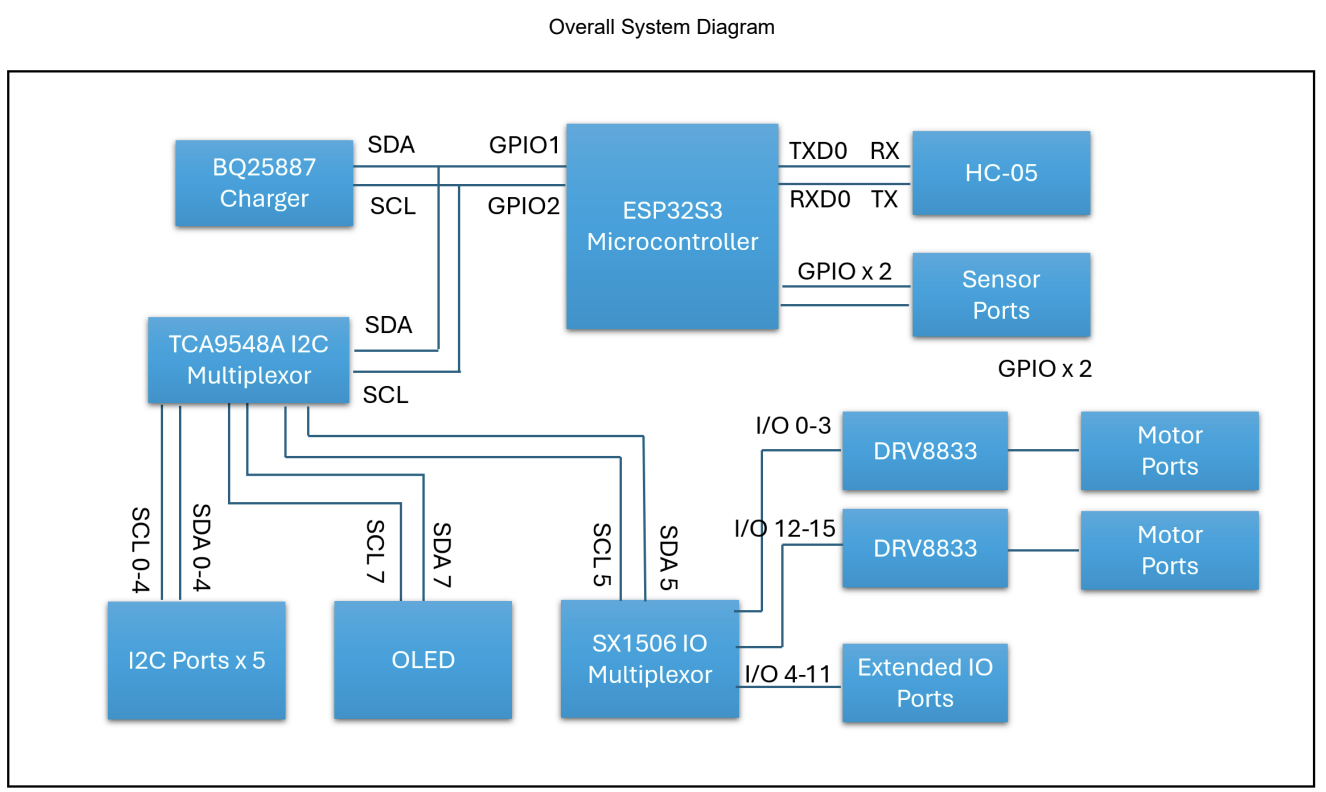 Overall System Diagram
SDA
GPIO1
BQ25887
Charger
SCL
GPIO2
ESP32S3
Microcontroller
TXD0 RX
RXD0 TX
HC-05
GPIO x 2
Sensor
Ports
GPIO x 2
SDA
TCA9548A I2C
Multiplexor
SCL
I/O 0-3
DRV8833
Motor
Ports
I/O 12-15
DRV8833
Motor
Ports
SCL 0-4
SDA 0-4
SCL 7
SDA 7
SCL 5
SDA 5
I2C Ports x 5
OLED
SX1506 IO
Multiplexor
I/O 4-11
Extended IO
Ports